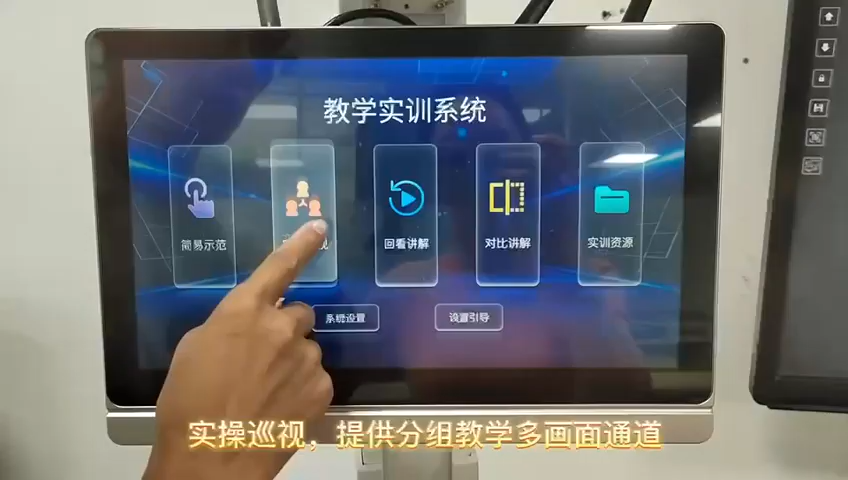 教学实训系统
简易示范
视
回看讲解
对比讲解
实训资源
系统设置
设置引导
实操巡视，提供分组教学多画面通道